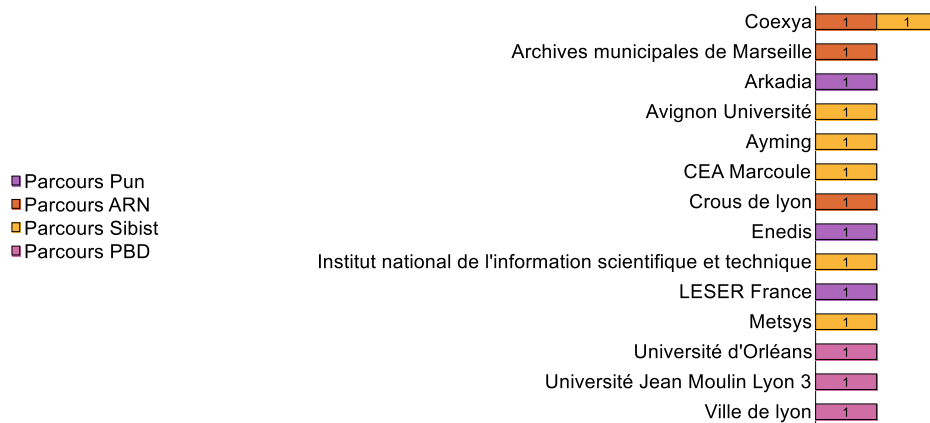 Coexya 1 1
Archives municipales de Marseille 1
Arkadia 1
Avignon Université 1
Ayming 1
CEA Marcoule 1
Crous de lyon 1
Enedis 1
Institut national de l'information scientifique et technique 1
LESER France 1
Metsys 1
Université d'Orléans 1
Université Jean Moulin Lyon 3 1
Ville de lyon 1
Parcours Pun
Parcours ARN
Parcours Sibist
Parcours PBD